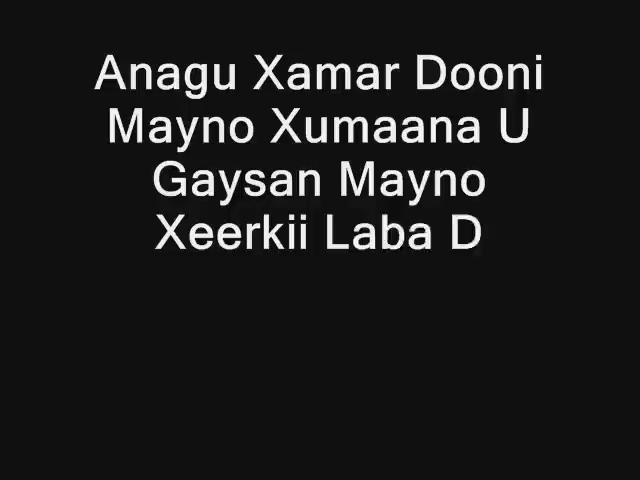 Anagu Xamar Dooni
Mayno Xumaana U
Gaysan Mayno
Xeerkii Laba D